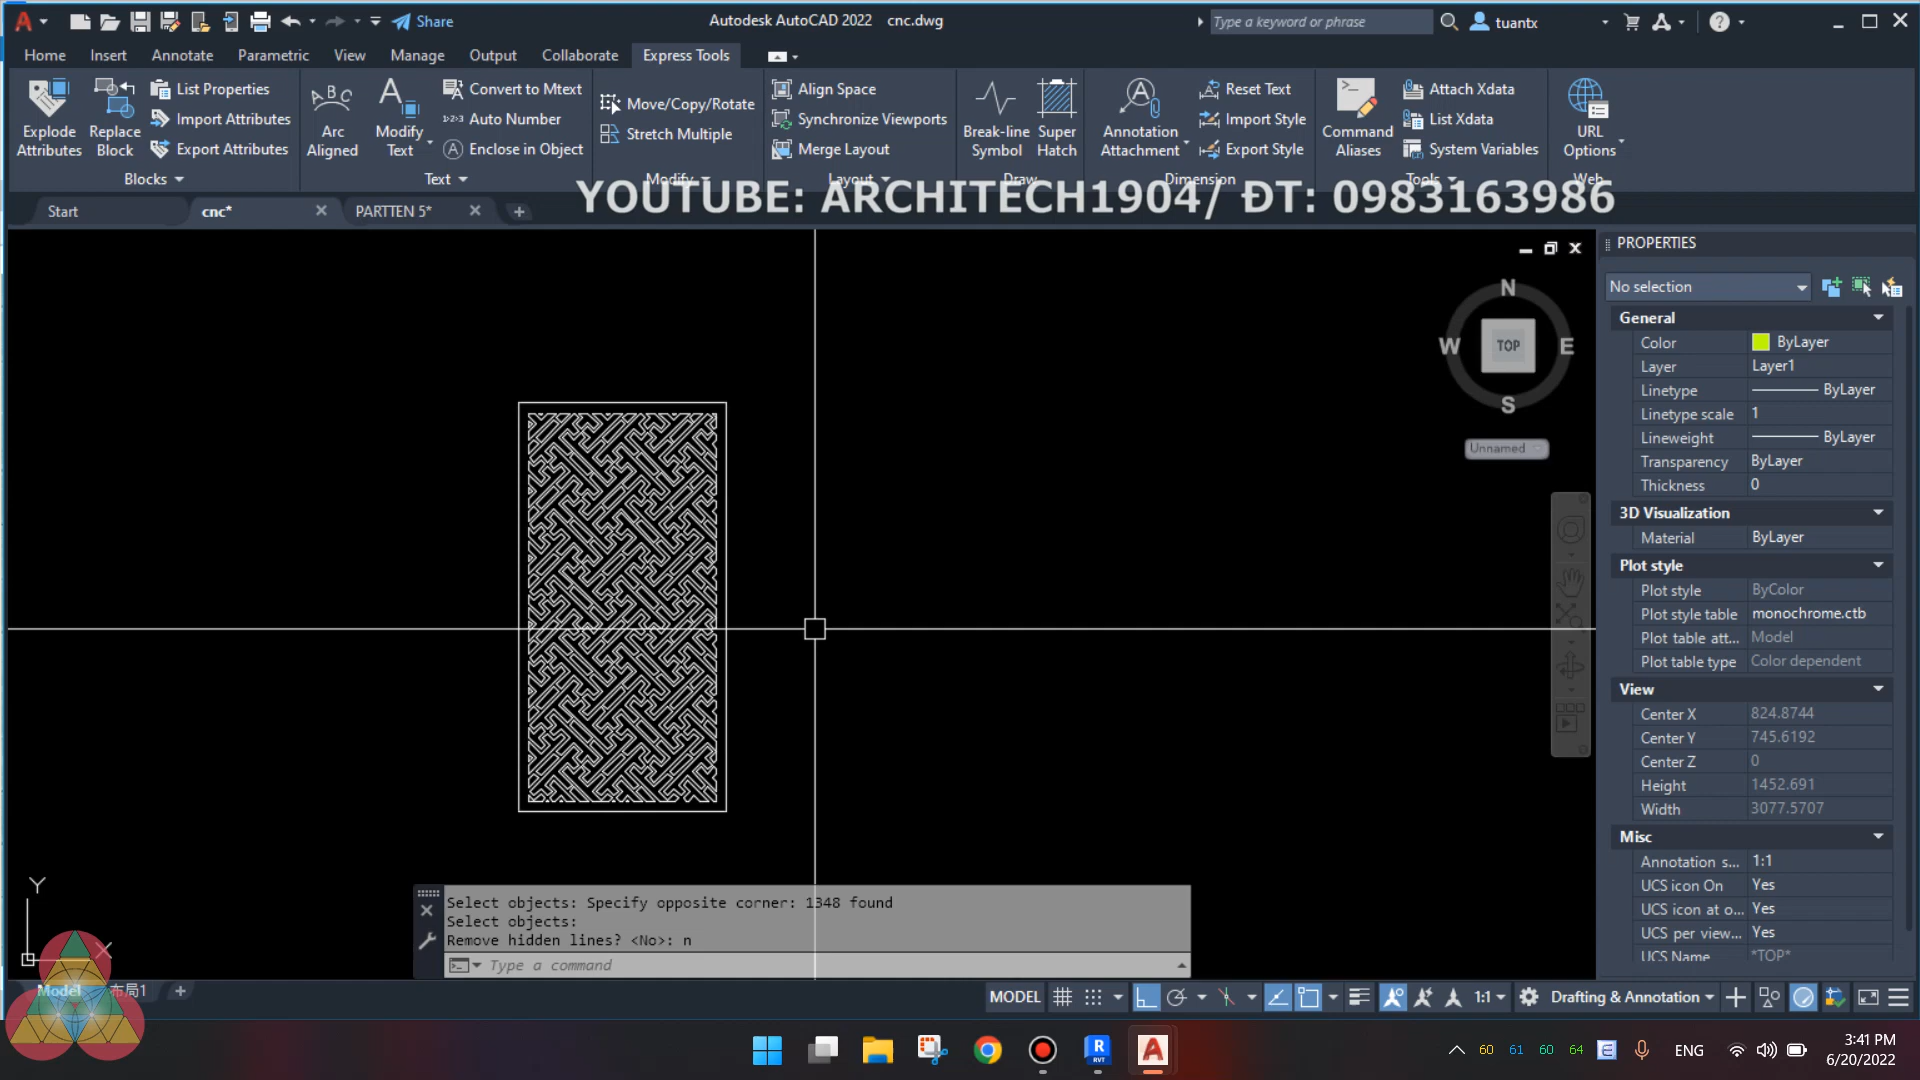 Share
Autodesk AutoCAD 2022 cnc.dwg
Type a keyword or phrase
tuantx
Home Insert Annotate Parametric View Manage Output Collaborate Express Tools
Explode Attributes
Replace Block
List Properties
Import Attributes
Export Attributes
Blocks
Arc Aligned
Modify Text
Convert to Mtext
Auto Number
Enclose in Object
Text
Move/Copy/Rotate
Stretch Multiple
Modify
Align Space
Synchronize Viewports
Merge Layout
Layout
Break-line Symbol
Super Hatch
Draw
Annotation Attachment
Reset Text
Import Style
Export Style
Dimension
Command Aliases
Attach Xdata
List Xdata
System Variables
Tools
URL Options
Web
YOUTUBE: ARCHITECH1904/ ĐT: 0983163986
Start
cnc*
PARTTEN 5*
N
W TOP E
S
Unnamed
PROPERTIES
No selection
General
Color ByLayer
Layer Layer1
Linetype ByLayer
Linetype scale 1
Lineweight ByLayer
Transparency ByLayer
Thickness 0
3D Visualization
Material ByLayer
Plot style
Plot style ByColor
Plot style table monochrome.ctb
Plot table att... Model
Plot table type Color dependent
View
Center X 824.8744
Center Y 745.6192
Center Z 0
Height 1452.691
Width 3077.5707
Misc
Annotation s... 1:1
UCS icon On Yes
UCS icon at o... Yes
UCS per view... Yes
UCS Name *TOP*
Y
X
Select objects: Specify opposite corner: 1348 found
Select objects:
Remove hidden lines? <No>: n
Type a command
Model 布局1
MODEL
1:1
Drafting & Annotation
60 61 60 64
ENG
3:41 PM
6/20/2022